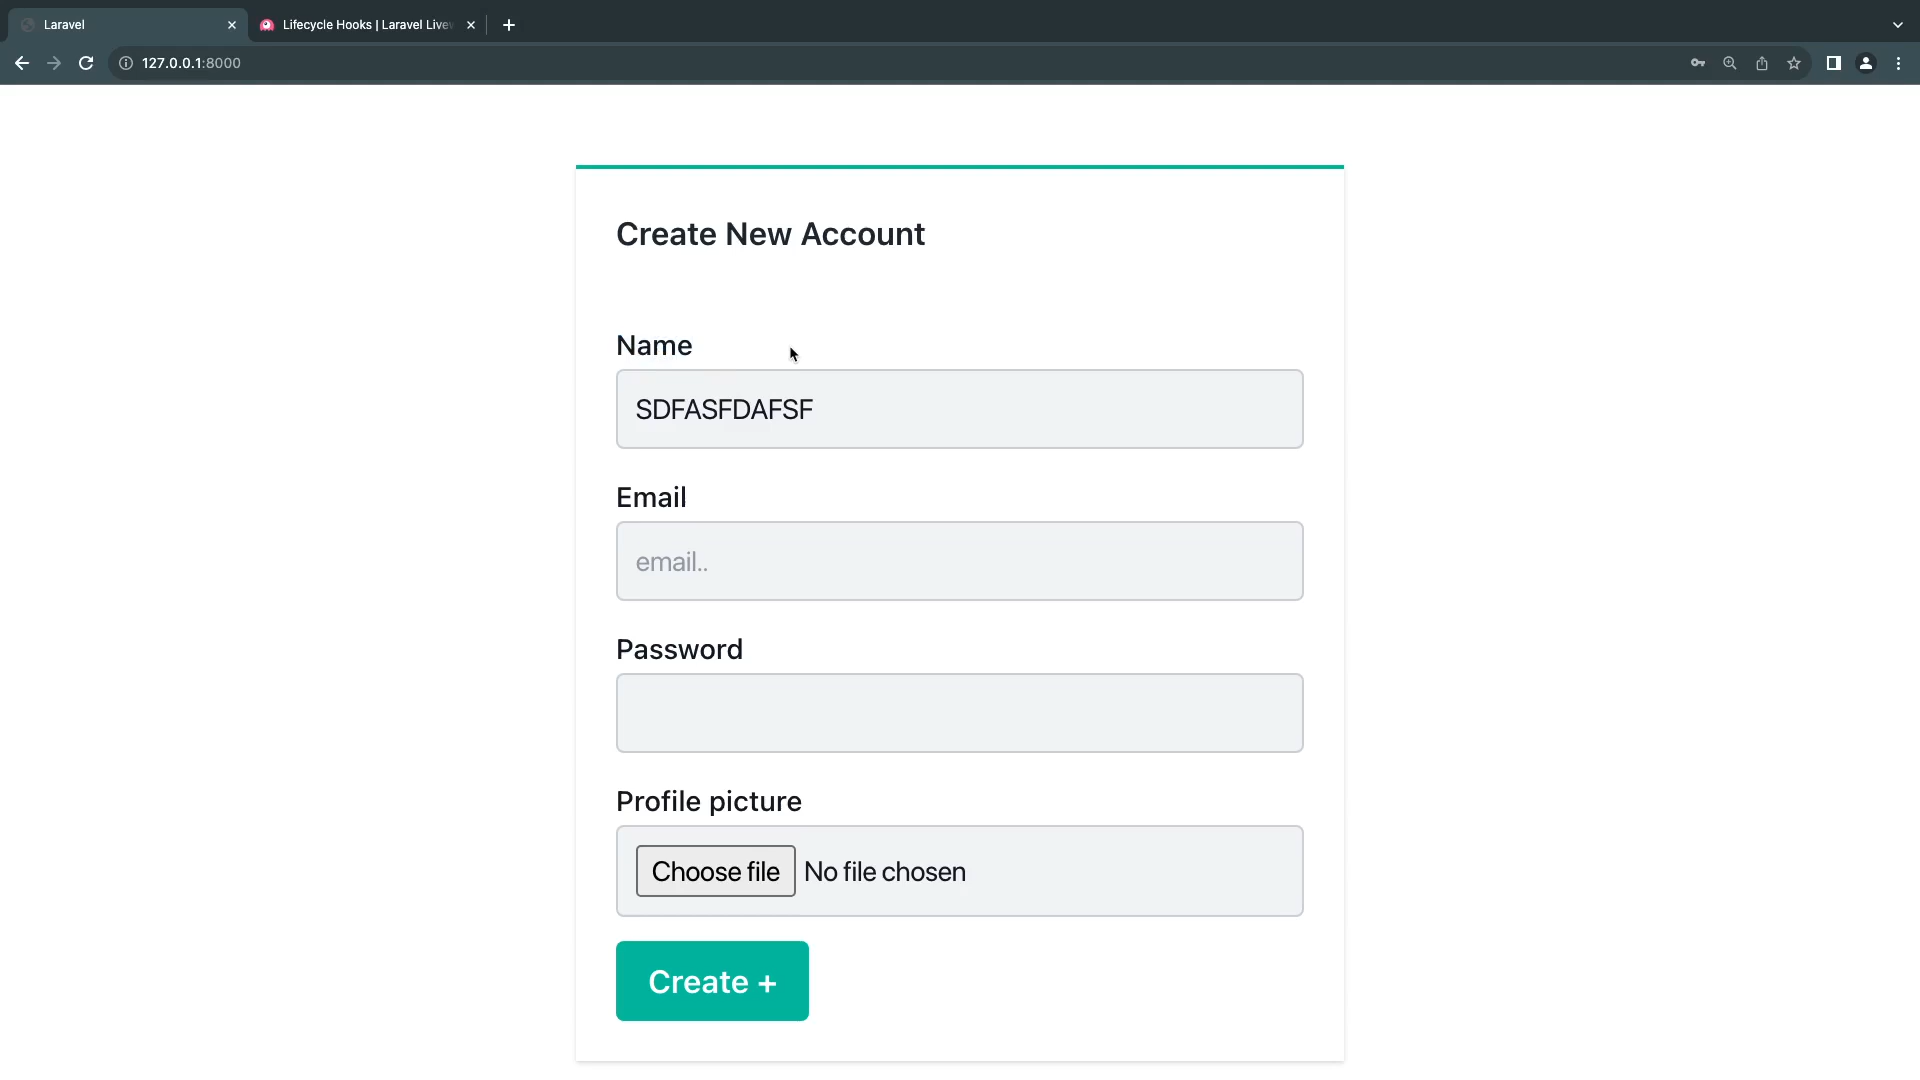 Laravel
Lifecycle Hooks | Laravel Livew
127.0.0.1:8000
Create New Account
Name
SDFASFDAFSF
Email
email..
Password
Profile picture
Choose file No file chosen
Create +